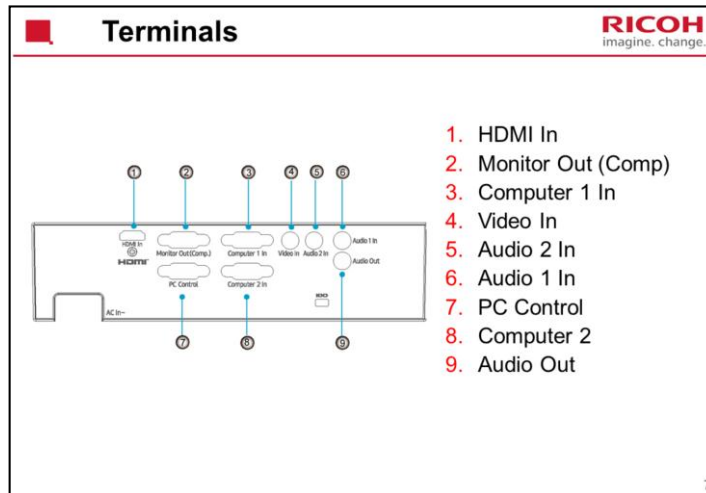 Terminals
RICOH
imagine. change.
① ② ③ ④ ⑤ ⑥
HDMI In
HDMI
Monitor Out(Comp.)
Computer 1 In
Video In
Audio 2 In
Audio 1 In
Audio Out
PC Control
Computer 2 In
AC In~
⑦ ⑧ ⑨
1. HDMI In
2. Monitor Out (Comp)
3. Computer 1 In
4. Video In
5. Audio 2 In
6. Audio 1 In
7. PC Control
8. Computer 2
9. Audio Out